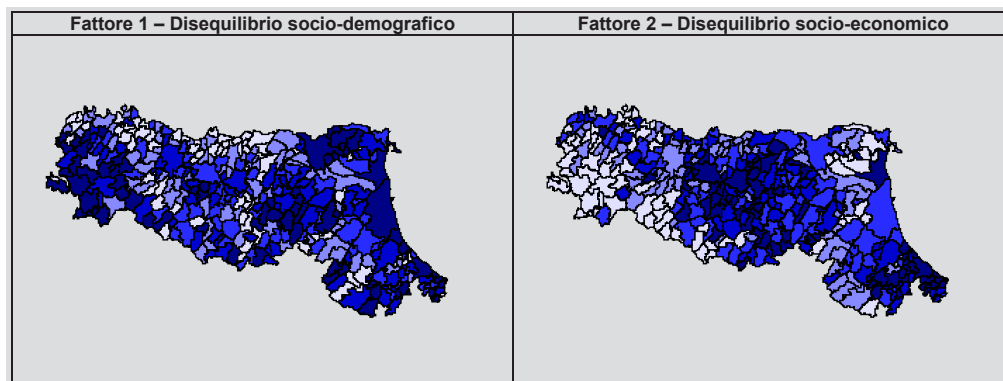 Fattore 1 – Disequilibrio socio-demografico
Fattore 2 – Disequilibrio socio-economico